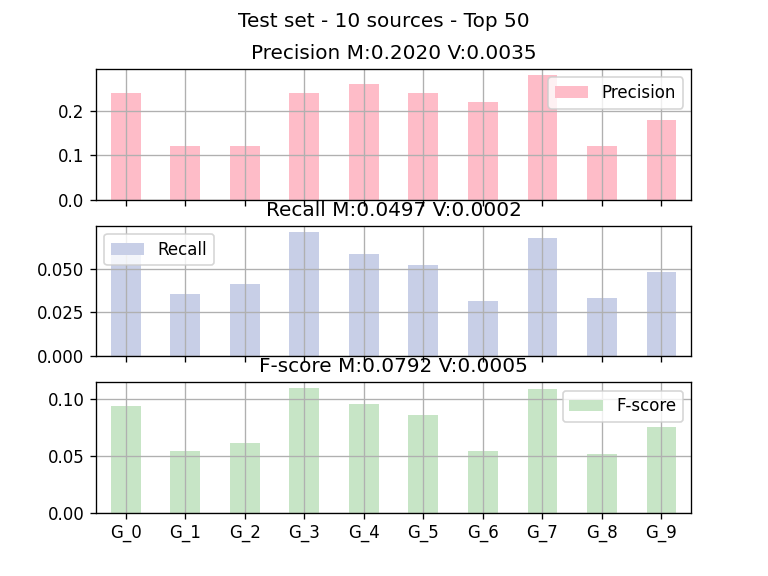 Test set - 10 sources - Top 50
Precision M:0.2020 V:0.0035
Precision
0.2
0.1
0.0
Recall M:0.0497 V:0.0002
Recall
0.050
0.025
0.000
F-score M:0.0792 V:0.0005
F-score
0.10
0.05
0.00
G_0 G_1 G_2 G_3 G_4 G_5 G_6 G_7 G_8 G_9